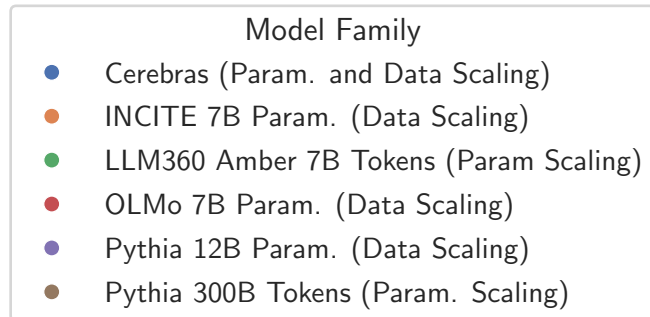 Model Family
Cerebras (Param. and Data Scaling)
INCITE 7B Param. (Data Scaling)
LLM360 Amber 7B Tokens (Param Scaling)
OLMo 7B Param. (Data Scaling)
Pythia 12B Param. (Data Scaling)
Pythia 300B Tokens (Param. Scaling)